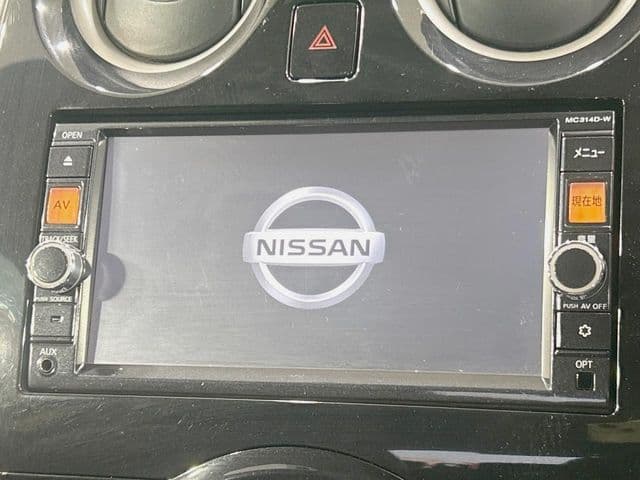 OPEN
MC314D-W
メニュー
AV
現在地
TRACK/SEEK
NISSAN
PUSH SOURCE
PUSH AV OFF
AUX
OPT